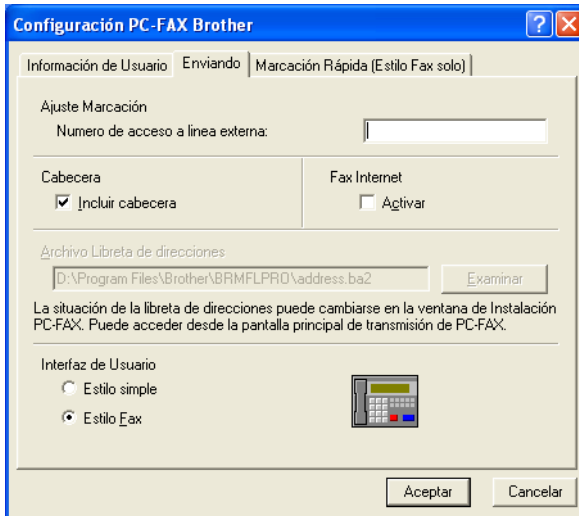 Configuración PC-FAX Brother
Información de Usuario
Enviando
Marcación Rápida (Estilo Fax solo)
Ajuste Marcación
Numero de acceso a linea externa:
Cabecera
Fax Internet
Incluir cabecera
Activar
Archivo Libreta de direcciones
D:\Program Files\Brother\BRMFLPRO\address.ba2
Examinar
La situación de la libreta de direcciones puede cambiarse en la ventana de Instalación
PC-FAX. Puede acceder desde la pantalla principal de transmisión de PC-FAX.
Interfaz de Usuario
Estilo simple
Estilo Fax
Aceptar
Cancelar